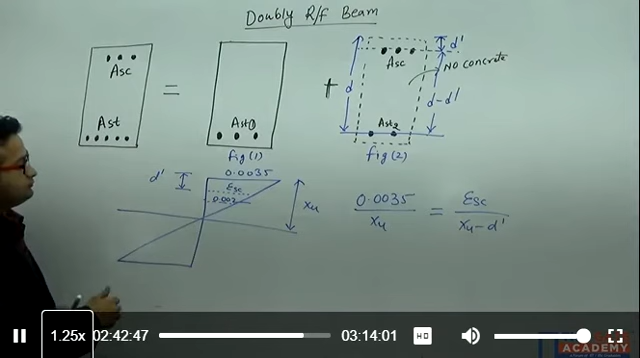 Doubly R/f Beam
Asc
Ast
=
Ast①
fig(1)
+
Asc
d'
NO concrete
d
d-d'
Ast2
fig(2)
d'
0.0035
Esc
0.002
xu
0.0035
xu
=
Esc
xu-d'
1.25x
02:42:47
03:14:01
HD
ACADEMY